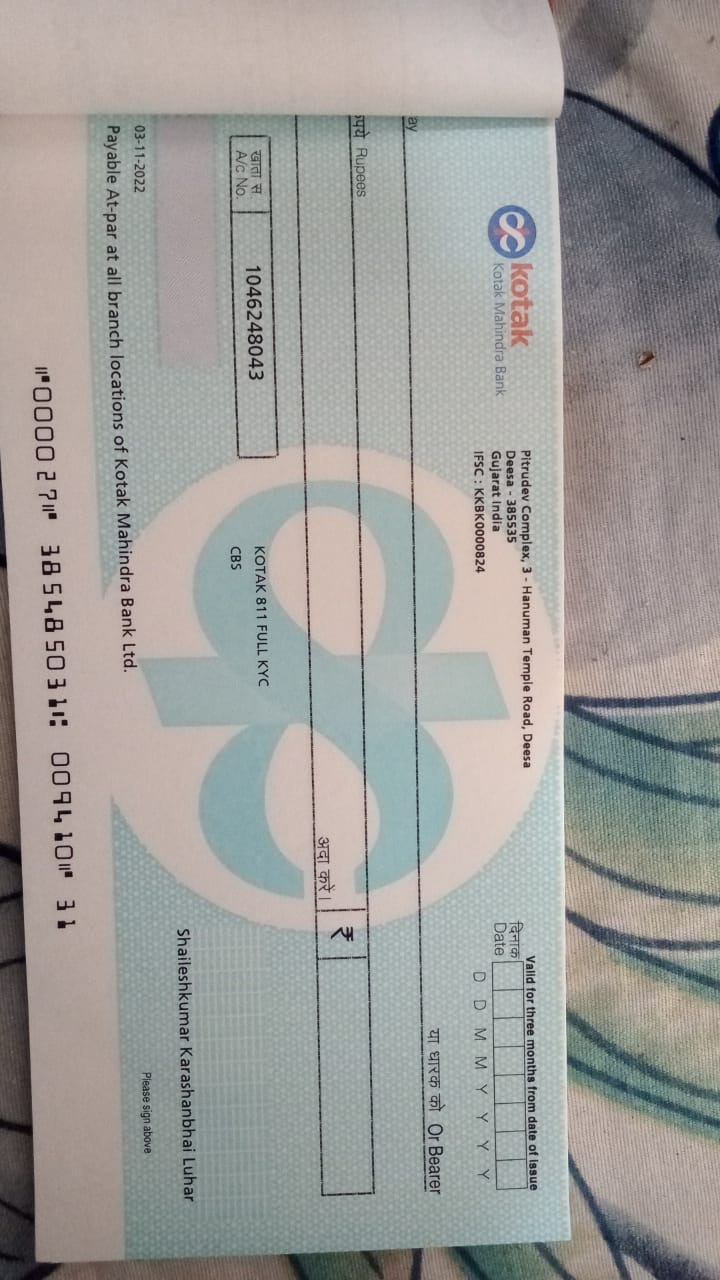 kotak
Kotak Mahindra Bank
Pitrudev Complex, 3 - Hanuman Temple Road, Deesa
Deesa - 385535
Gujarat India
IFSC : KKBK0000824
Valid for three months from date of issue
दिनांक
Date
D D M M Y Y Y Y
ay
या धारक को Or Bearer
रुपये Rupees
अदा करें।
₹
खाता स.
A/c No.
1046248043
KOTAK 811 FULL KYC
CBS
Shaileshkumar Karashanbhai Luhar
Please sign above
03-11-2022
Payable At-par at all branch locations of Kotak Mahindra Bank Ltd.
⑈000027⑈ 385485031⑆ 009410⑈ 31